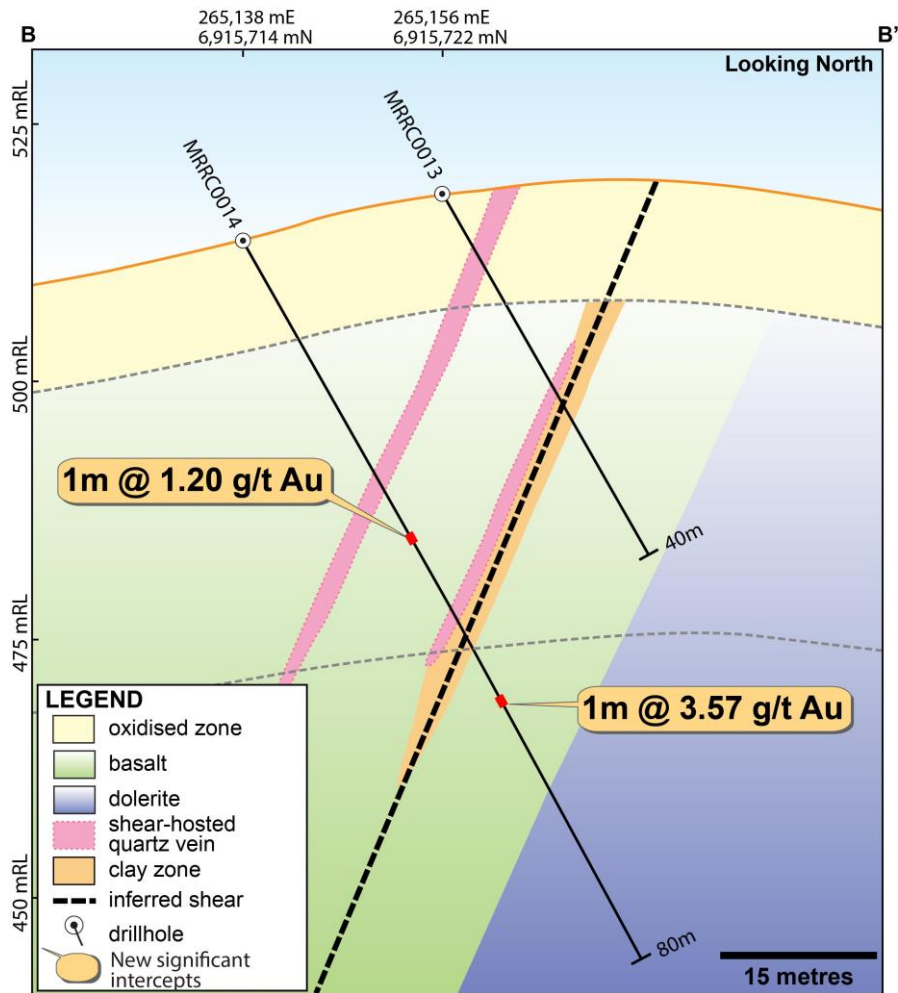 265,138 mE
6,915,714 mN
265,156 mE
6,915,722 mN
B
B'
Looking North
525 mRL
500 mRL
475 mRL
450 mRL
MRRC0014
MRRC0013
1m @ 1.20 g/t Au
40m
1m @ 3.57 g/t Au
80m
LEGEND
oxidised zone
basalt
dolerite
shear-hosted
quartz vein
clay zone
inferred shear
drillhole
New significant
intercepts
15 metres